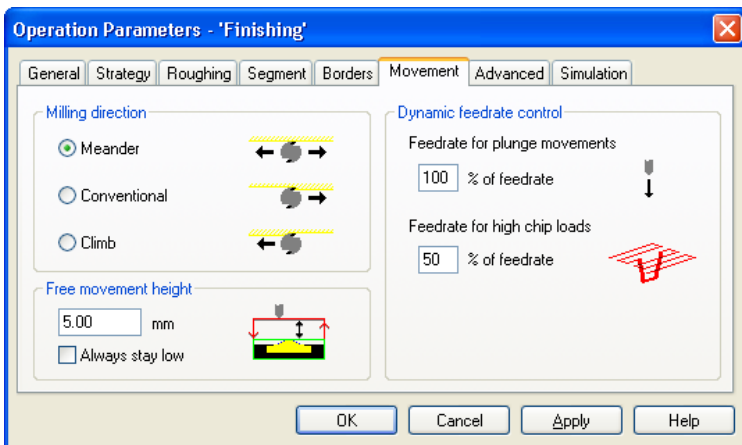 Operation Parameters - 'Finishing'
General Strategy Roughing Segment Borders Movement Advanced Simulation
Milling direction
Meander
Conventional
Climb
Free movement height
5.00 mm
Always stay low
Dynamic feedrate control
Feedrate for plunge movements
100 % of feedrate
Feedrate for high chip loads
50 % of feedrate
OK Cancel Apply Help